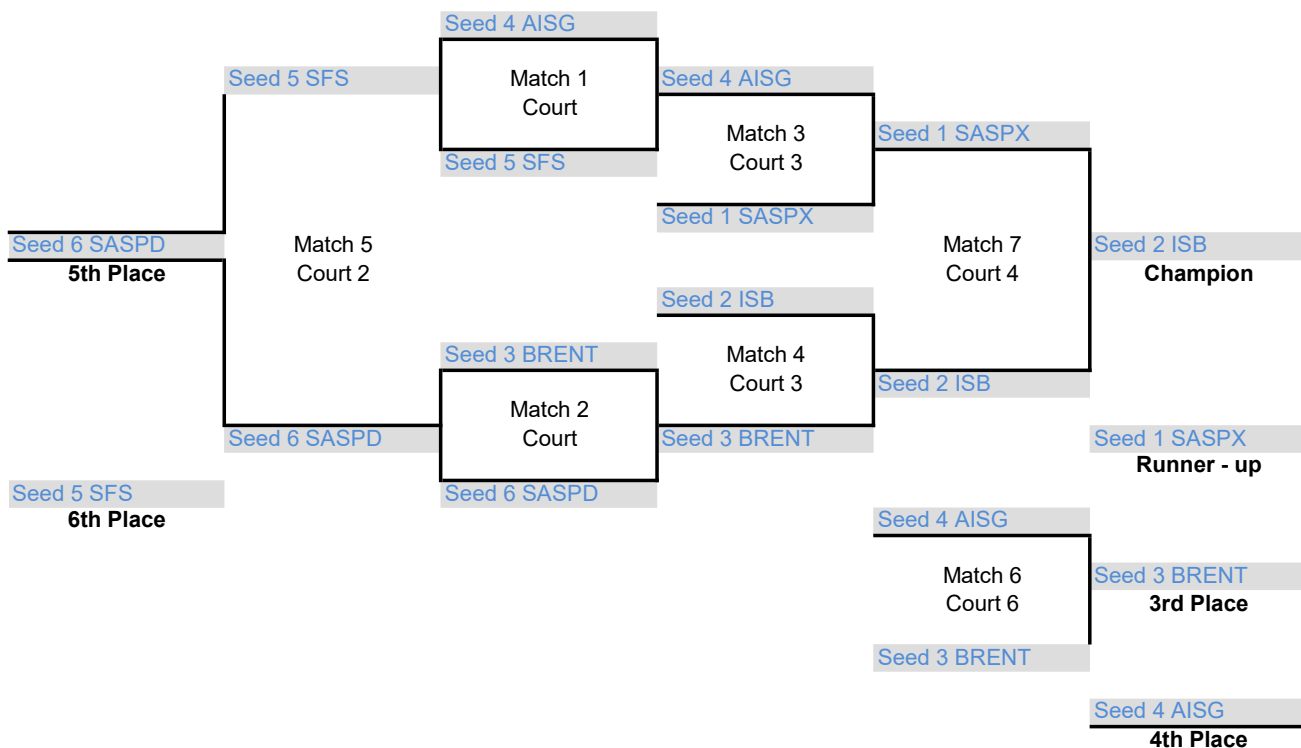 Seed 4 AISG
Seed 5 SFS
Match 1
Court
Seed 4 AISG
Seed 5 SFS
Match 3
Court 3
Seed 1 SASPX
Seed 1 SASPX
Seed 6 SASPD
5th Place
Match 5
Court 2
Match 7
Court 4
Seed 2 ISB
Champion
Seed 2 ISB
Seed 3 BRENT
Match 4
Court 3
Seed 2 ISB
Match 2
Court
Seed 6 SASPD
Seed 3 BRENT
Seed 1 SASPX
Runner - up
Seed 5 SFS
6th Place
Seed 6 SASPD
Seed 4 AISG
Match 6
Court 6
Seed 3 BRENT
3rd Place
Seed 3 BRENT
Seed 4 AISG
4th Place